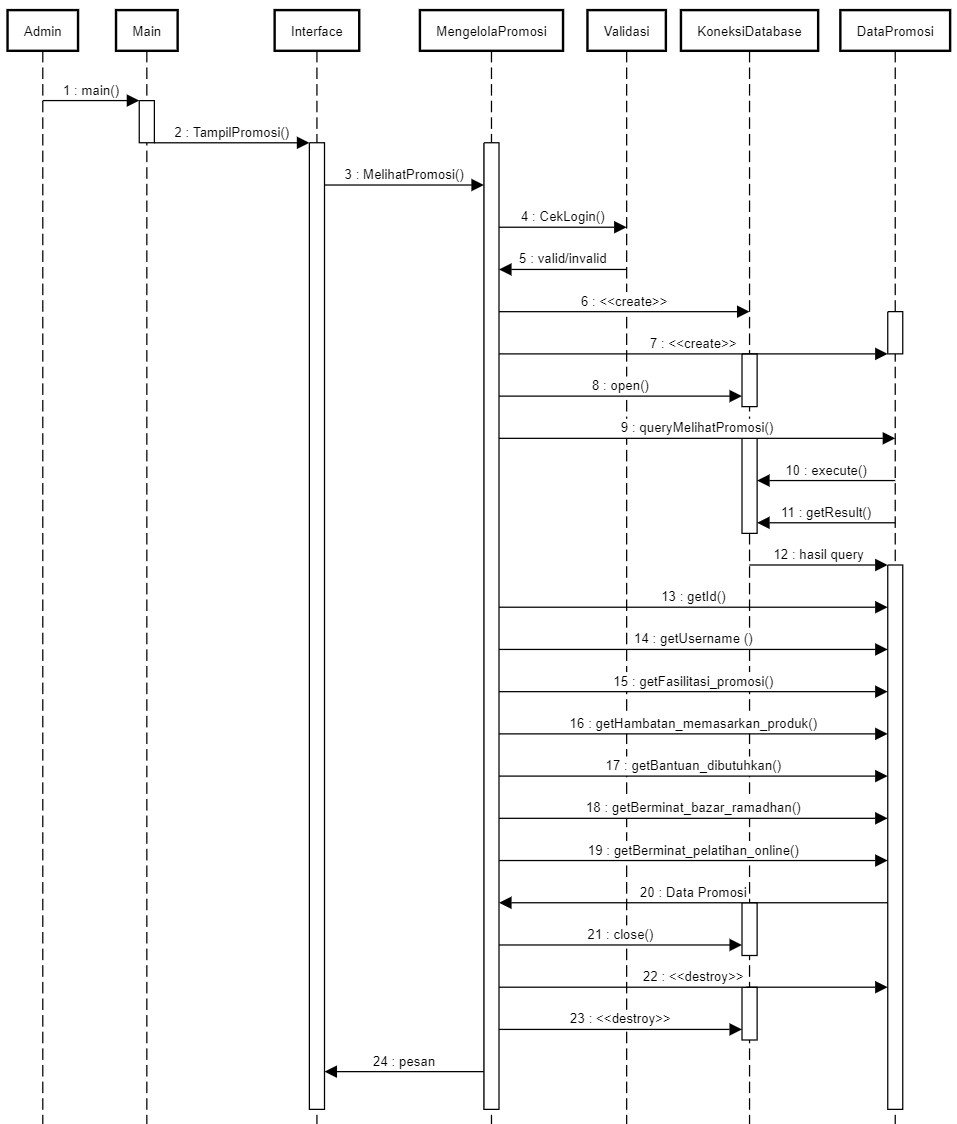 Admin
Main
Interface
MengelolaPromosi
Validasi
KoneksiDatabase
DataPromosi
1 : main()
2 : TampilPromosi()
3 : MelihatPromosi()
4 : CekLogin()
5 : valid/invalid
6 : <<create>>
7 : <<create>>
8 : open()
9 : queryMelihatPromosi()
10 : execute()
11 : getResult()
12 : hasil query
13 : getId()
14 : getUsername ()
15 : getFasilitasi_promosi()
16 : getHambatan_memasarkan_produk()
17 : getBantuan_dibutuhkan()
18 : getBerminat_bazar_ramadhan()
19 : getBerminat_pelatihan_online()
20 : Data Promosi
21 : close()
22 : <<destroy>>
23 : <<destroy>>
24 : pesan